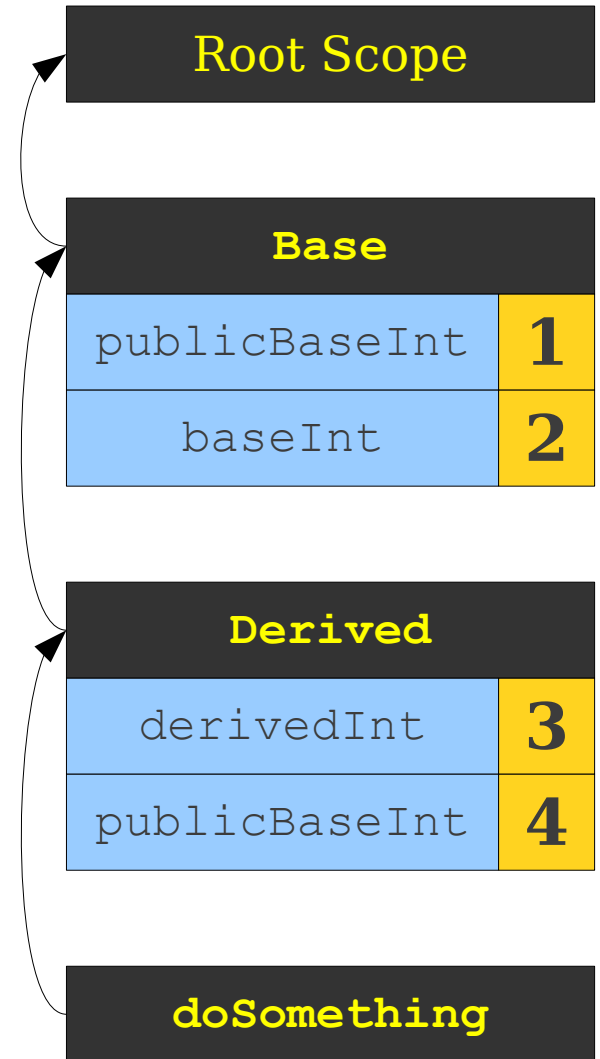 Root Scope
Base
publicBaseInt 1
baseInt 2
Derived
derivedInt 3
publicBaseInt 4
doSomething